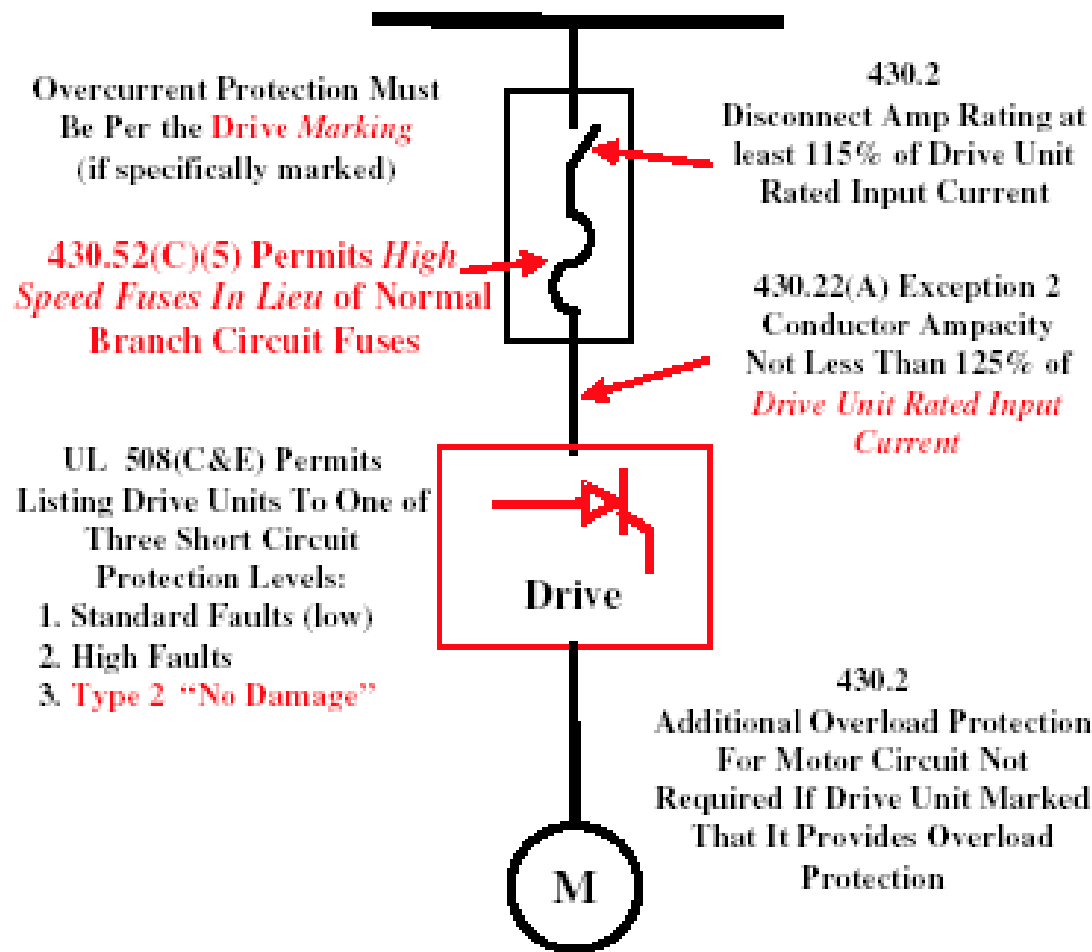 Overcurrent Protection Must
Be Per the Drive Marking
(if specifically marked)
430.52(C)(5) Permits High
Speed Fuses In Lieu of Normal
Branch Circuit Fuses
UL 508(C&E) Permits
Listing Drive Units To One of
Three Short Circuit
Protection Levels:
1. Standard Faults (low)
2. High Faults
3. Type 2 “No Damage”
430.2
Disconnect Amp Rating at
least 115% of Drive Unit
Rated Input Current
430.22(A) Exception 2
Conductor Ampacity
Not Less Than 125% of
Drive Unit Rated Input
Current
Drive
430.2
Additional Overload Protection
For Motor Circuit Not
Required If Drive Unit Marked
That It Provides Overload
Protection
M